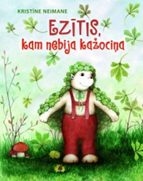 KRISTĪNE NEIMANE
EZĪTIS,
kam nebija kažociņa